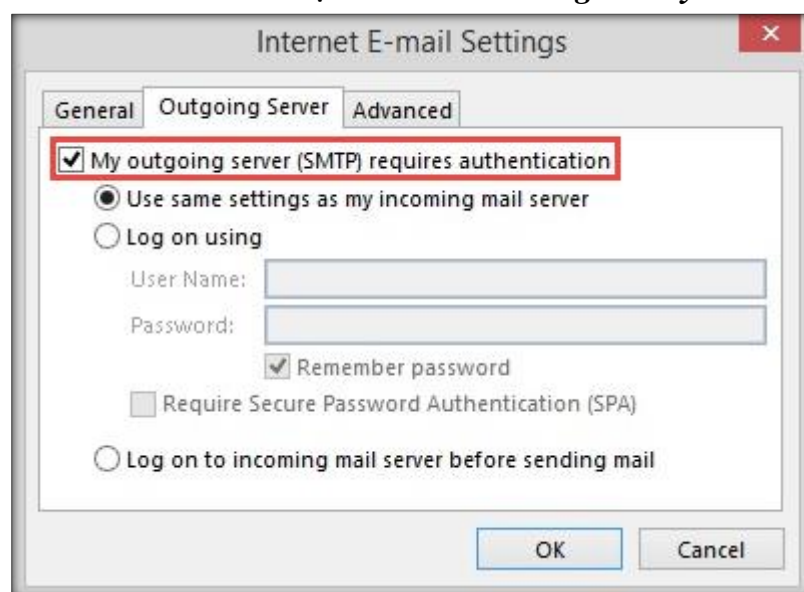 Internet E-mail Settings
General Outgoing Server Advanced
My outgoing server (SMTP) requires authentication
Use same settings as my incoming mail server
Log on using
User Name:
Password:
Remember password
Require Secure Password Authentication (SPA)
Log on to incoming mail server before sending mail
OK Cancel